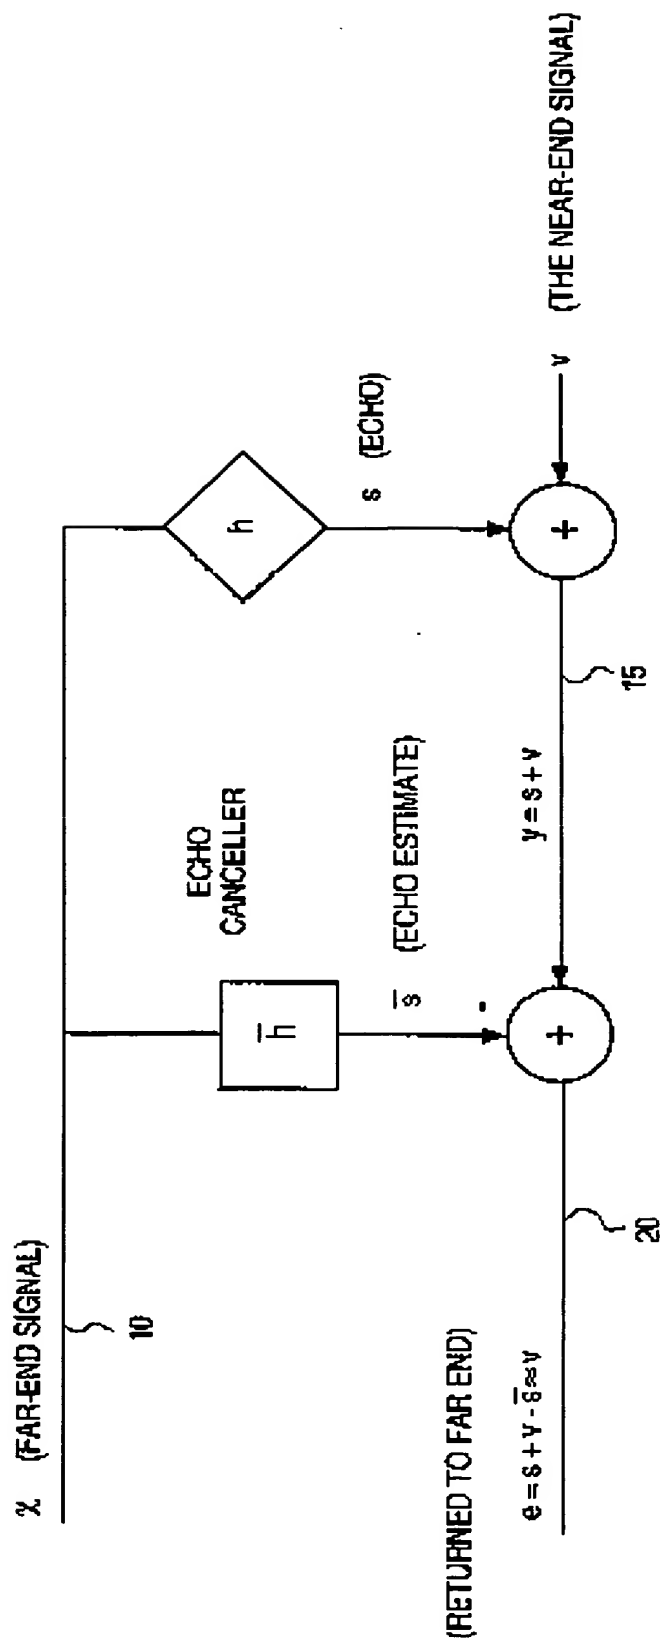 χ (FAR-END SIGNAL)
10
ECHO
CANCELLER
h̅
h
s̅ (ECHO ESTIMATE)
s (ECHO)
-
+
+
v (THE NEAR-END SIGNAL)
y = s + v
15
(RETURNED TO FAR END)
e = s + v - s̅ ≈ v
20